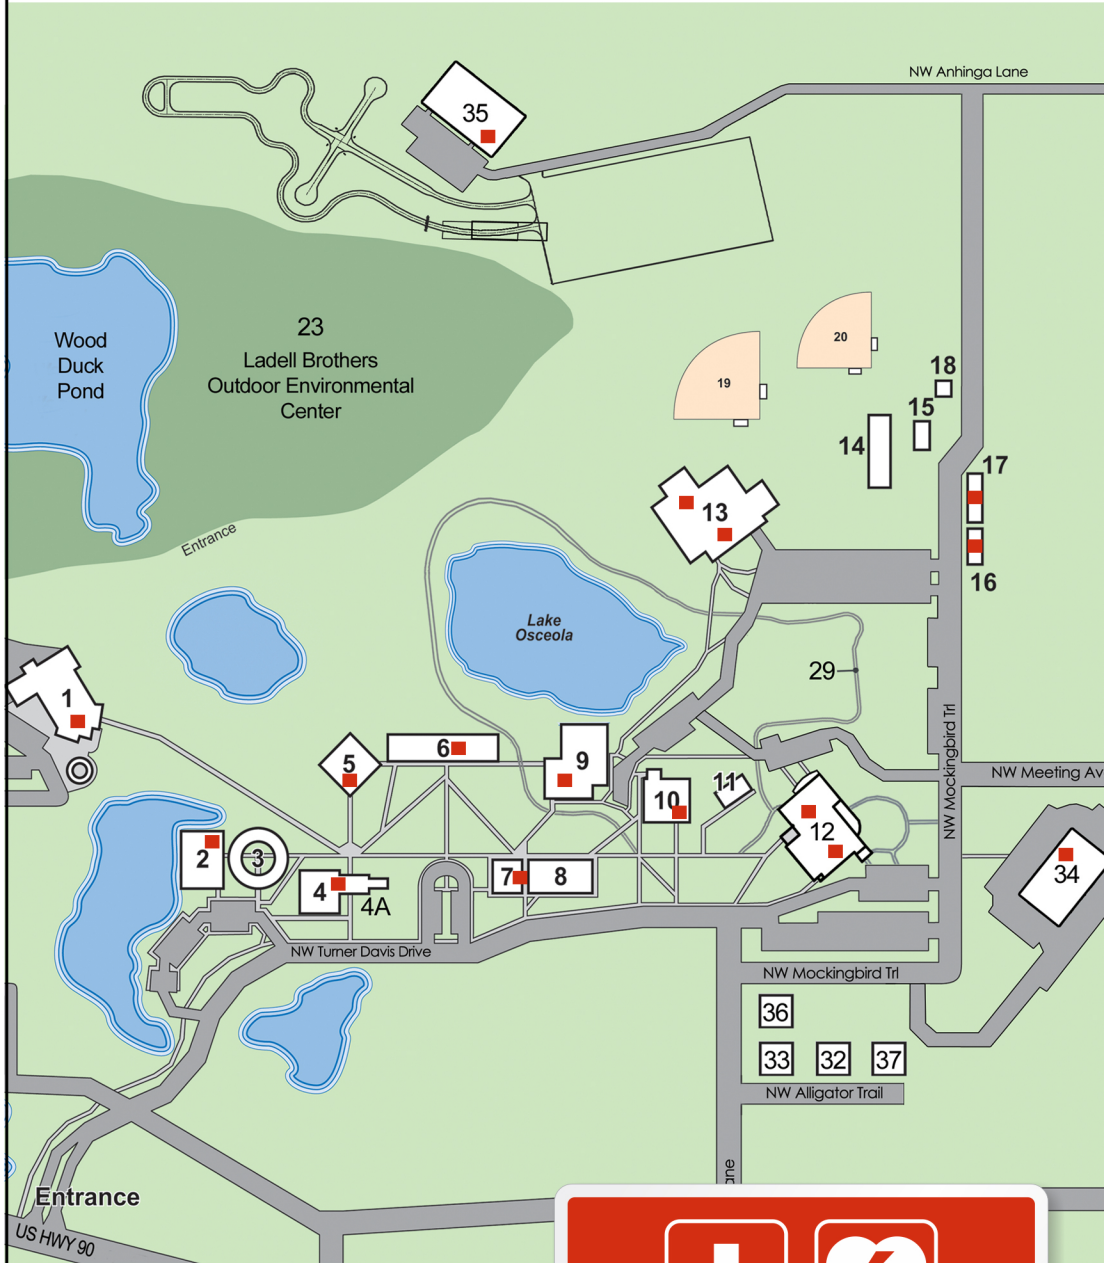 NW Anhinga Lane
35
Wood
Duck
Pond
23
Ladell Brothers
Outdoor Environmental
Center
20
19
18
15
14
17
13
16
Entrance
Lake
Osceola
29
1
5
6
9
10
11
12
NW Mockingbird Trl
NW Meeting Av
2
3
4
4A
7
8
34
NW Turner Davis Drive
NW Mockingbird Trl
36
33
32
37
NW Alligator Trail
ane
Entrance
US HWY 90